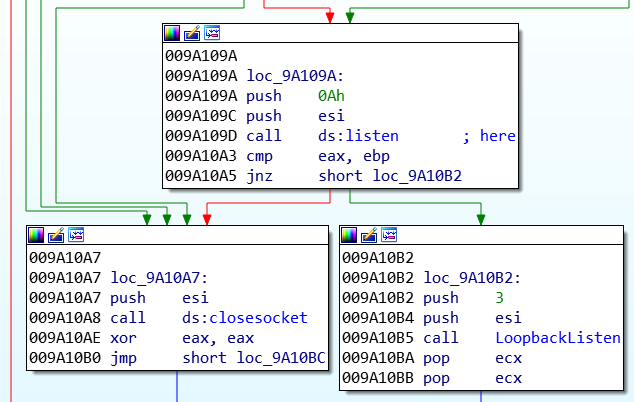 009A109A
009A109A loc_9A109A:
009A109A push    0Ah
009A109C push    esi
009A109D call    ds:listen       ; here
009A10A3 cmp     eax, ebp
009A10A5 jnz     short loc_9A10B2
009A10A7
009A10A7 loc_9A10A7:
009A10A7 push    esi
009A10A8 call    ds:closesocket
009A10AE xor     eax, eax
009A10B0 jmp     short loc_9A10BC
009A10B2
009A10B2 loc_9A10B2:
009A10B2 push    3
009A10B4 push    esi
009A10B5 call    LoopbackListen
009A10BA pop     ecx
009A10BB pop     ecx